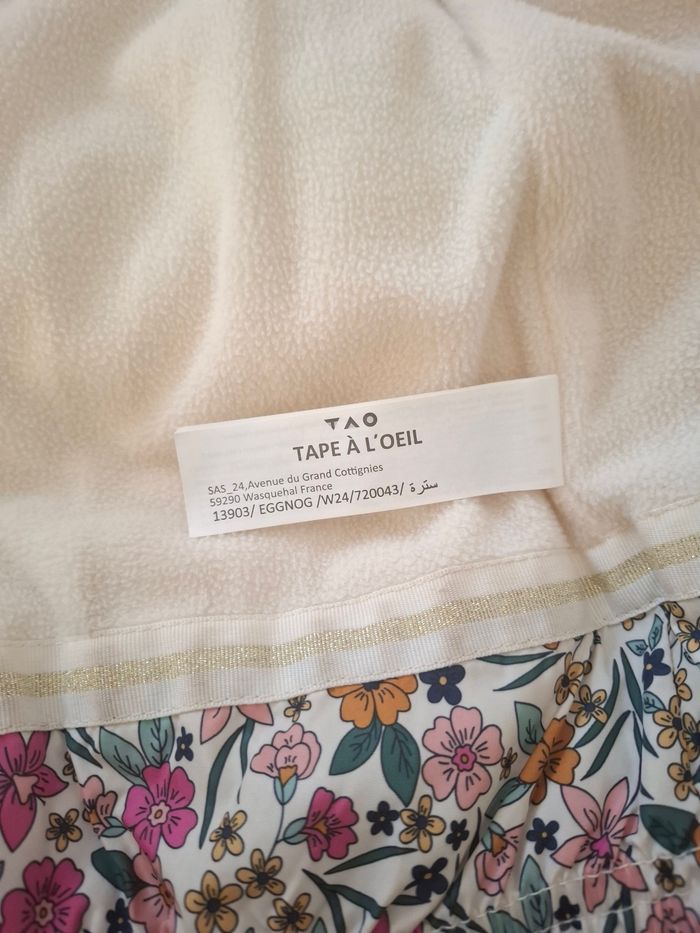 TAO
TAPE À L'OEIL
SAS_24,Avenue du Grand Cottignies
59290 Wasquehal France
13903/ EGGNOG /W24/720043/ سترة